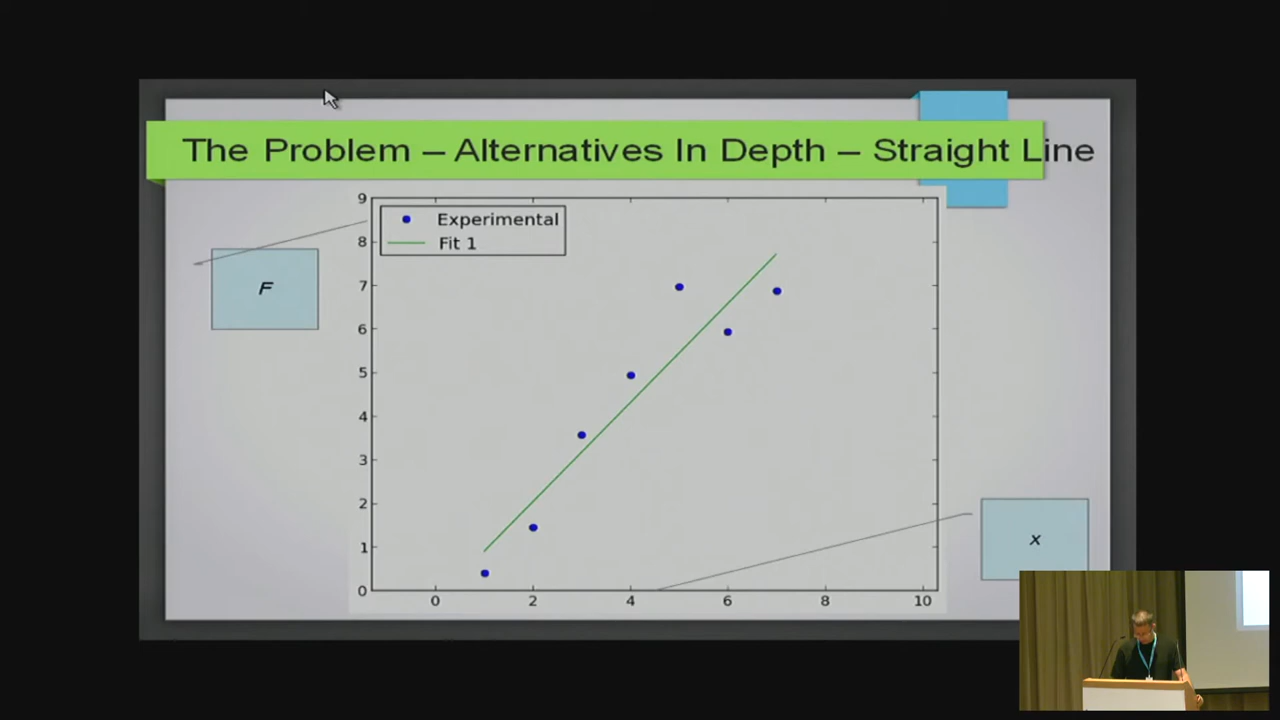 The Problem – Alternatives In Depth – Straight Line
Experimental
Fit 1
F
x
9
8
7
6
5
4
3
2
1
0
0 2 4 6 8 10